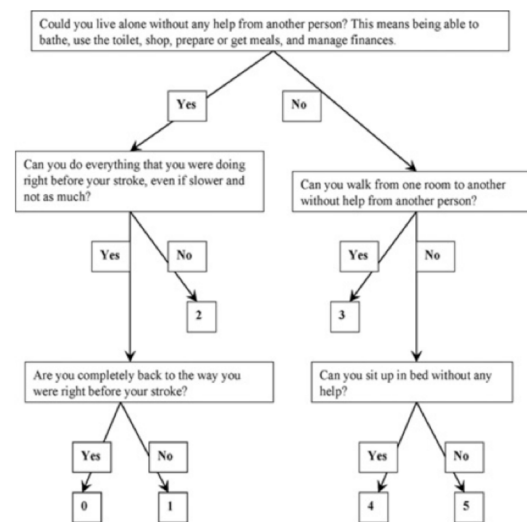 Could you live alone without any help from another person? This means being able to
bathe, use the toilet, shop, prepare or get meals, and manage finances.
Yes
No
Can you do everything that you were doing
right before your stroke, even if slower and
not as much?
Can you walk from one room to another
without help from another person?
Yes
No
Yes
No
2
3
Are you completely back to the way you
were right before your stroke?
Can you sit up in bed without any
help?
Yes
No
Yes
No
0
1
4
5